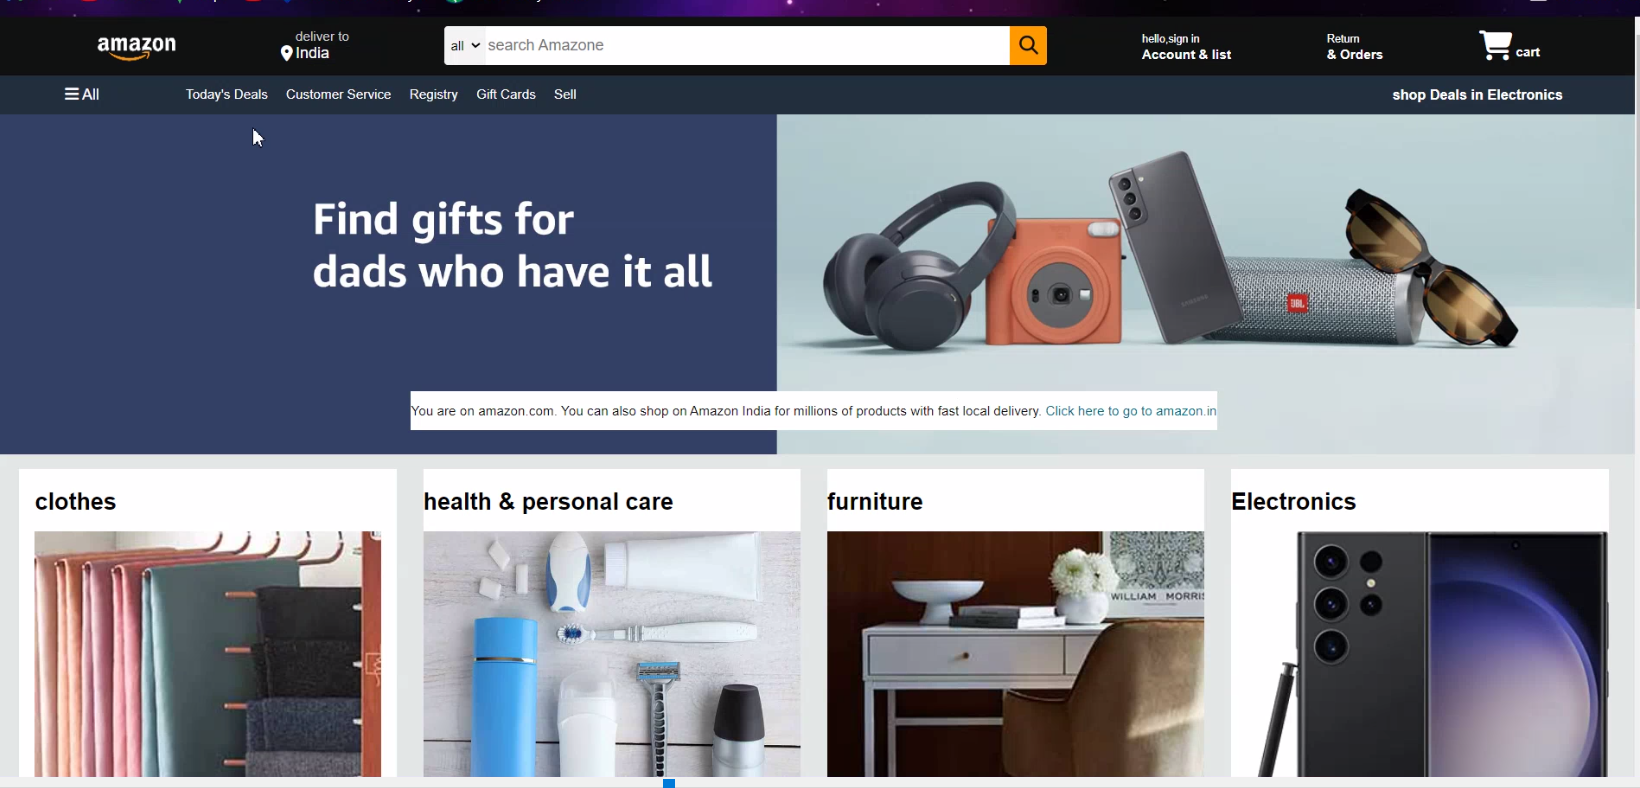 amazon
deliver to
India
all
search Amazone
hello,sign in
Account & list
Return
& Orders
cart
All
Today's Deals
Customer Service
Registry
Gift Cards
Sell
shop Deals in Electronics
Find gifts for
dads who have it all
SAMSUNG
JBL
You are on amazon.com. You can also shop on Amazon India for millions of products with fast local delivery. Click here to go to amazon.in
clothes
health & personal care
furniture
Electronics
WILLIAM MORRIS